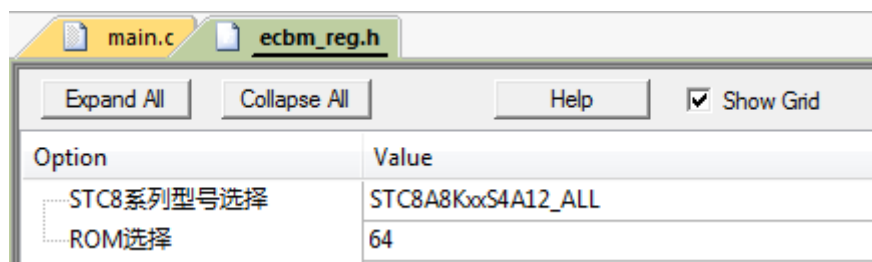 main.c ecbm_reg.h
Expand All Collapse All Help Show Grid
Option Value
STC8系列型号选择 STC8A8KxxS4A12_ALL
ROM选择 64